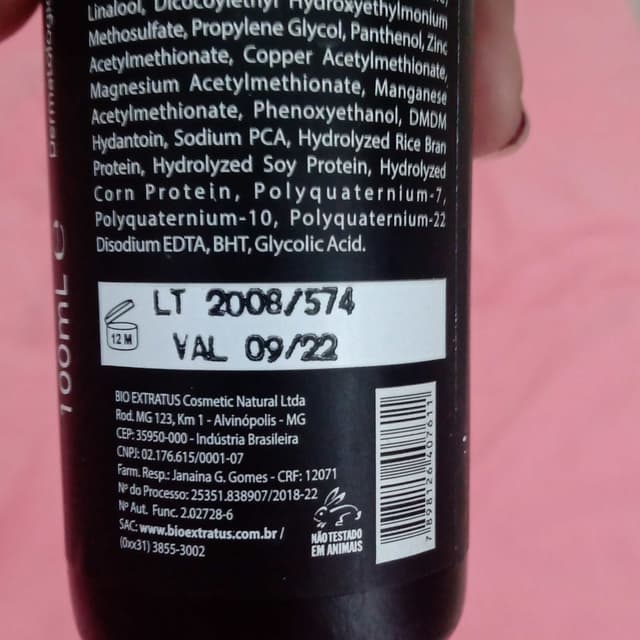 Linalool, Dicocoylethyl Hydroxyethylmonium
Methosulfate, Propylene Glycol, Panthenol, Zinc
Acetylmethionate, Copper Acetylmethionate,
Magnesium Acetylmethionate, Manganese
Acetylmethionate, Phenoxyethanol, DMDM
Hydantoin, Sodium PCA, Hydrolyzed Rice Bran
Protein, Hydrolyzed Soy Protein, Hydrolyzed
Corn Protein, Polyquaternium-7,
Polyquaternium-10, Polyquaternium-22
Disodium EDTA, BHT, Glycolic Acid.
100mL e
12 M
LT 2008/574
VAL 09/22
BIO EXTRATUS Cosmetic Natural Ltda
Rod. MG 123, Km 1 - Alvinópolis - MG
CEP: 35950-000 - Indústria Brasileira
CNPJ: 02.176.615/0001-07
Farm. Resp.: Janaina G. Gomes - CRF: 12071
Nº do Processo: 25351.838907/2018-22
Nº Aut. Func. 2.02728-6
SAC: www.bioextratus.com.br /
(0xx31) 3855-3002
NÃO TESTADO
EM ANIMAIS
7898126407611